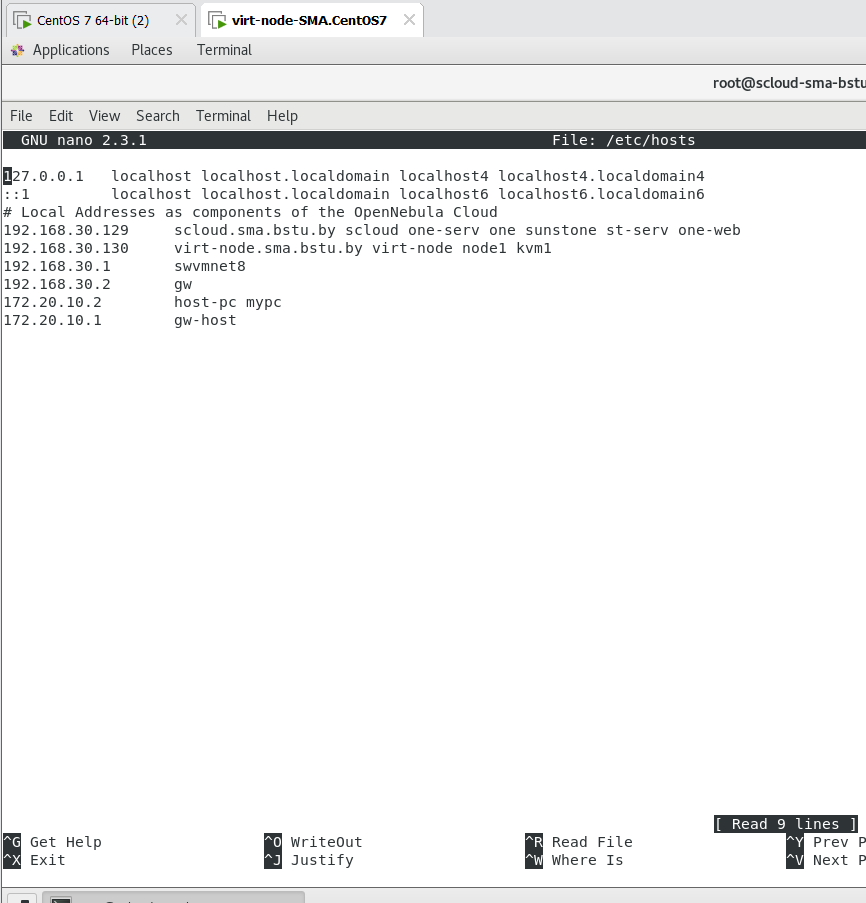 CentOS 7 64-bit (2) virt-node-SMA.CentOS7
Applications Places Terminal
root@scloud-sma-bstu
File Edit View Search Terminal Help
GNU nano 2.3.1 File: /etc/hosts
127.0.0.1 localhost localhost.localdomain localhost4 localhost4.localdomain4
::1 localhost localhost.localdomain localhost6 localhost6.localdomain6
# Local Addresses as components of the OpenNebula Cloud
192.168.30.129 scloud.sma.bstu.by scloud one-serv one sunstone st-serv one-web
192.168.30.130 virt-node.sma.bstu.by virt-node node1 kvm1
192.168.30.1 swvmnet8
192.168.30.2 gw
172.20.10.2 host-pc mypc
172.20.10.1 gw-host
[ Read 9 lines ]
^G Get Help ^O WriteOut ^R Read File ^Y Prev P
^X Exit ^J Justify ^W Where Is ^V Next P